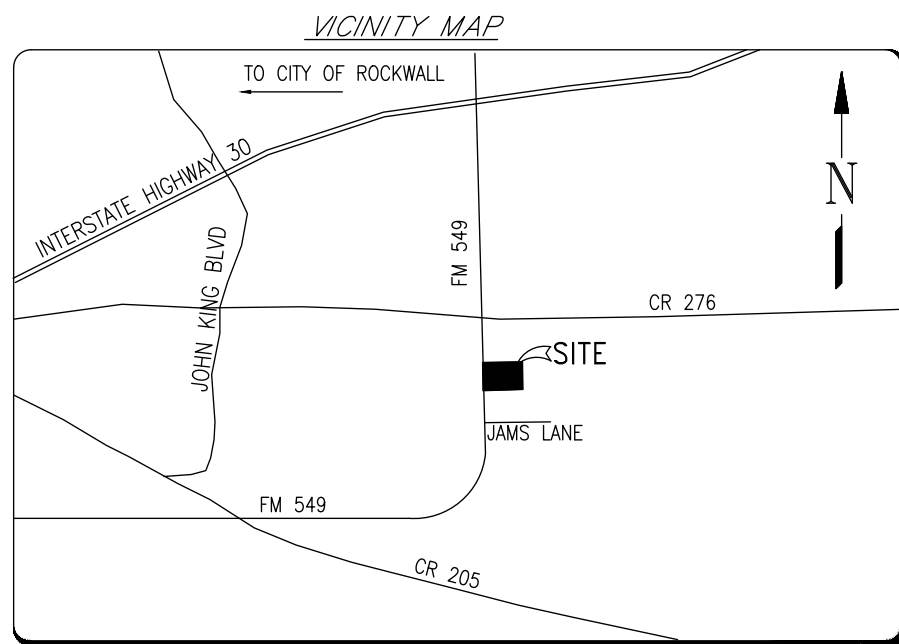 VICINITY MAP
TO CITY OF ROCKWALL
INTERSTATE HIGHWAY 30
N
JOHN KING BLVD
FM 549
CR 276
SITE
JAMS LANE
FM 549
CR 205